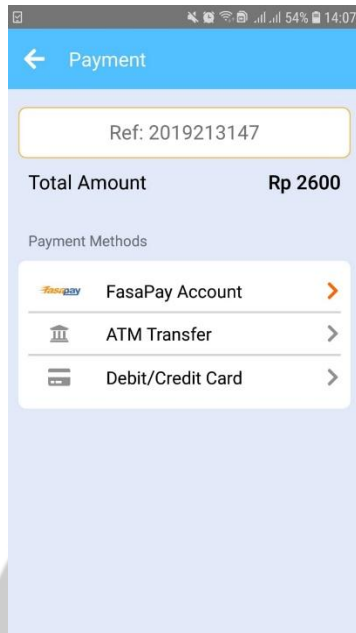 54% 14:07
Payment
Ref: 2019213147
Total Amount Rp 2600
Payment Methods
fasapay FasaPay Account
ATM Transfer
Debit/Credit Card